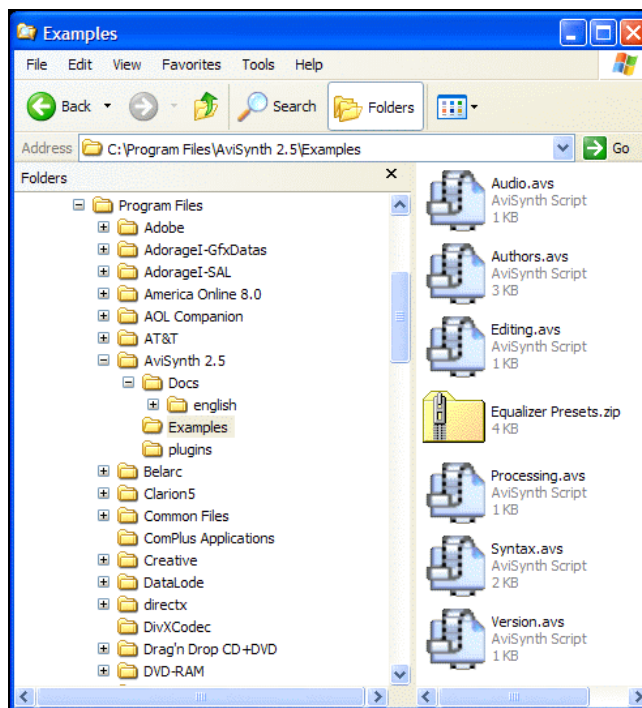 Examples
File Edit View Favorites Tools Help
Back Search Folders
Address C:\Program Files\AviSynth 2.5\Examples Go
Folders
Program Files
Adobe
AdorageI-GfxDatas
AdorageI-SAL
America Online 8.0
AOL Companion
AT&T
AviSynth 2.5
Docs
english
Examples
plugins
Belarc
Clarion5
Common Files
ComPlus Applications
Creative
DataLode
directx
DivXCodec
Drag'n Drop CD+DVD
DVD-RAM
Audio.avs
AviSynth Script
1 KB
Authors.avs
AviSynth Script
3 KB
Editing.avs
AviSynth Script
1 KB
Equalizer Presets.zip
4 KB
Processing.avs
AviSynth Script
1 KB
Syntax.avs
AviSynth Script
2 KB
Version.avs
AviSynth Script
1 KB